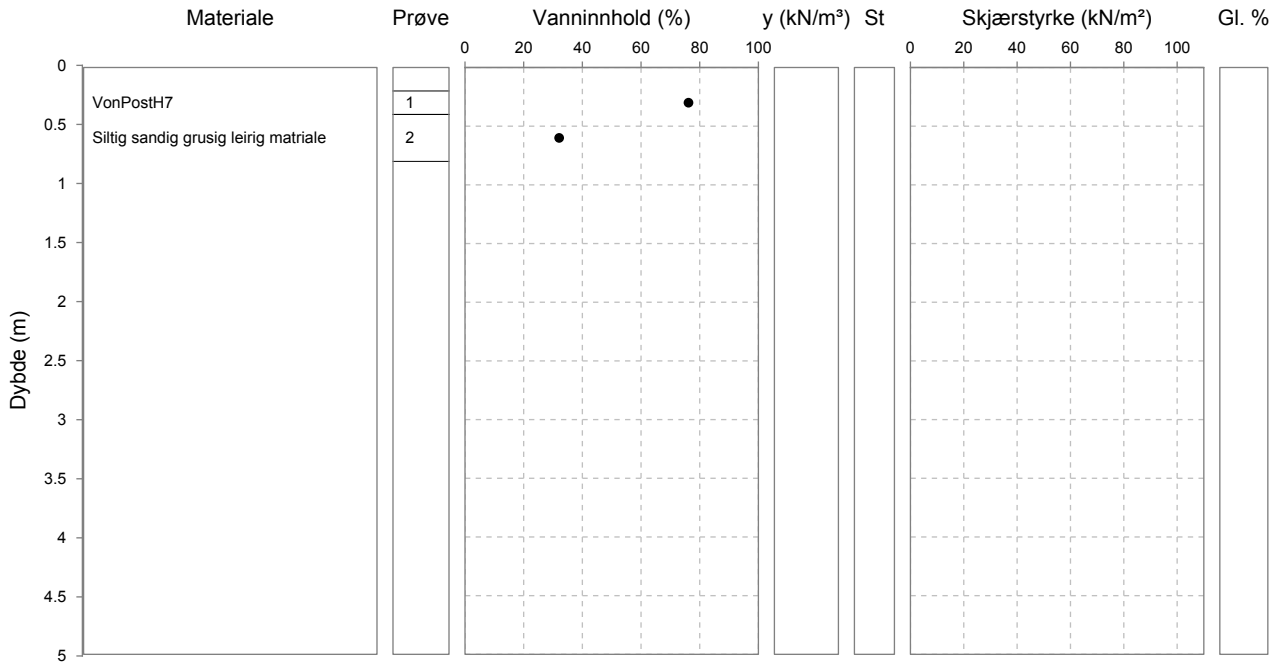 Materiale Prøve Vanninnhold (%) y (kN/m³) St Skjærstyrke (kN/m²) Gl. %
0 20 40 60 80 100 0 20 40 60 80 100
0
VonPostH7 1
0.5
Siltig sandig grusig leirig matriale 2
1
1.5
2
2.5
3
3.5
4
4.5
5
Dybde (m)